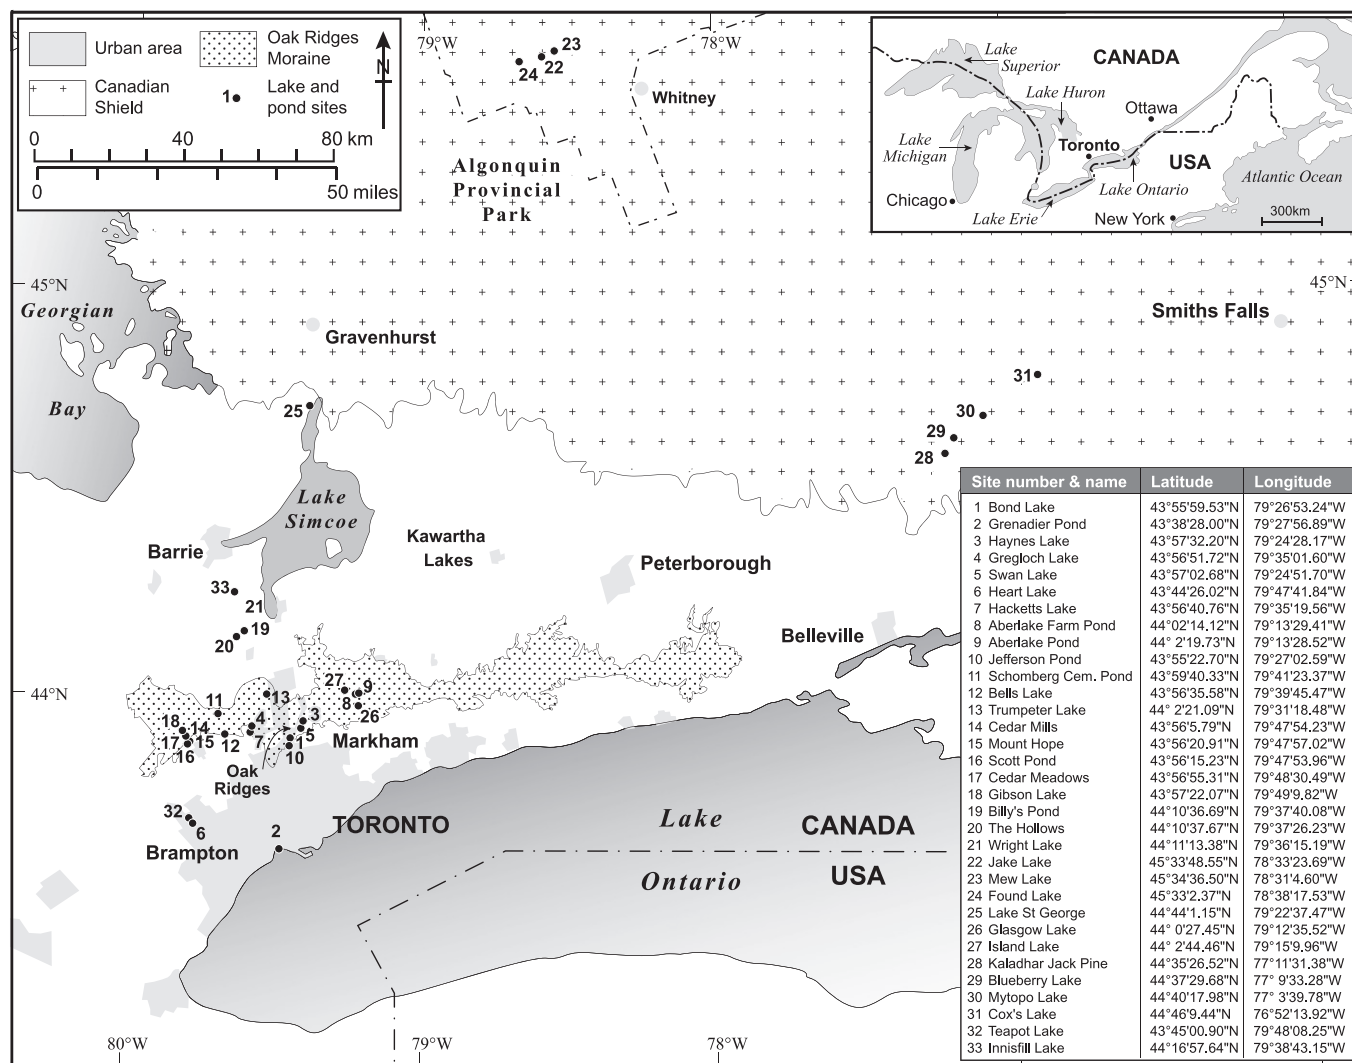 Urban area
Oak Ridges
Moraine
N
Canadian
Shield
1
Lake and
pond sites
0 40 80 km
0 50 miles
79°W
78°W
23
22
24
Whitney
Algonquin
Provincial
Park
Lake
Superior
CANADA
Lake Huron
Ottawa
Lake
Michigan
Toronto
USA
Lake Ontario
Atlantic Ocean
Chicago
Lake Erie
New York
300km
45°N
45°N
Georgian
Bay
Gravenhurst
Smiths Falls
31
30
29
28
25
Lake
Simcoe
Barrie
Kawartha
Lakes
Peterborough
33
21
19
20
Belleville
44°N
27
9
13
8
26
11
3
18
14
4
5
17
15
12
7
1
Markham
16
10
Oak
Ridges
32
6
2
TORONTO
Brampton
Lake
Ontario
CANADA
USA
80°W
79°W
78°W
Site number & name Latitude Longitude
1 Bond Lake 43°55'59.53"N 79°26'53.24"W
2 Grenadier Pond 43°38'28.00"N 79°27'56.89"W
3 Haynes Lake 43°57'32.20"N 79°24'28.17"W
4 Gregloch Lake 43°56'51.72"N 79°35'01.60"W
5 Swan Lake 43°57'02.68"N 79°24'51.70"W
6 Heart Lake 43°44'26.02"N 79°47'41.84"W
7 Hacketts Lake 43°56'40.76"N 79°35'19.56"W
8 Aberlake Farm Pond 44°02'14.12"N 79°13'29.41"W
9 Aberlake Pond 44° 2'19.73"N 79°13'28.52"W
10 Jefferson Pond 43°55'22.70"N 79°27'02.59"W
11 Schomberg Cem. Pond 43°59'40.33"N 79°41'23.37"W
12 Bells Lake 43°56'35.58"N 79°39'45.47"W
13 Trumpeter Lake 44° 2'21.09"N 79°31'18.48"W
14 Cedar Mills 43°56'5.79"N 79°47'54.23"W
15 Mount Hope 43°56'20.91"N 79°47'57.02"W
16 Scott Pond 43°56'15.23"N 79°47'53.96"W
17 Cedar Meadows 43°56'55.31"N 79°48'30.49"W
18 Gibson Lake 43°57'22.07"N 79°49'9.82"W
19 Billy's Pond 44°10'36.69"N 79°37'40.08"W
20 The Hollows 44°10'37.67"N 79°37'26.23"W
21 Wright Lake 44°11'13.38"N 79°36'15.19"W
22 Jake Lake 45°33'48.55"N 78°33'23.69"W
23 Mew Lake 45°34'36.50"N 78°31'4.60"W
24 Found Lake 45°33'2.37"N 78°38'17.53"W
25 Lake St George 44°44'1.15"N 79°22'37.47"W
26 Glasgow Lake 44° 0'27.45"N 79°12'35.52"W
27 Island Lake 44° 2'44.46"N 79°15'9.96"W
28 Kaladhar Jack Pine 44°35'26.52"N 77°11'31.38"W
29 Blueberry Lake 44°37'29.68"N 77° 9'33.28"W
30 Mytopo Lake 44°40'17.98"N 77° 3'39.78"W
31 Cox's Lake 44°46'9.44"N 76°52'13.92"W
32 Teapot Lake 43°45'00.90"N 79°48'08.25"W
33 Innisfill Lake 44°16'57.64"N 79°38'43.15"W